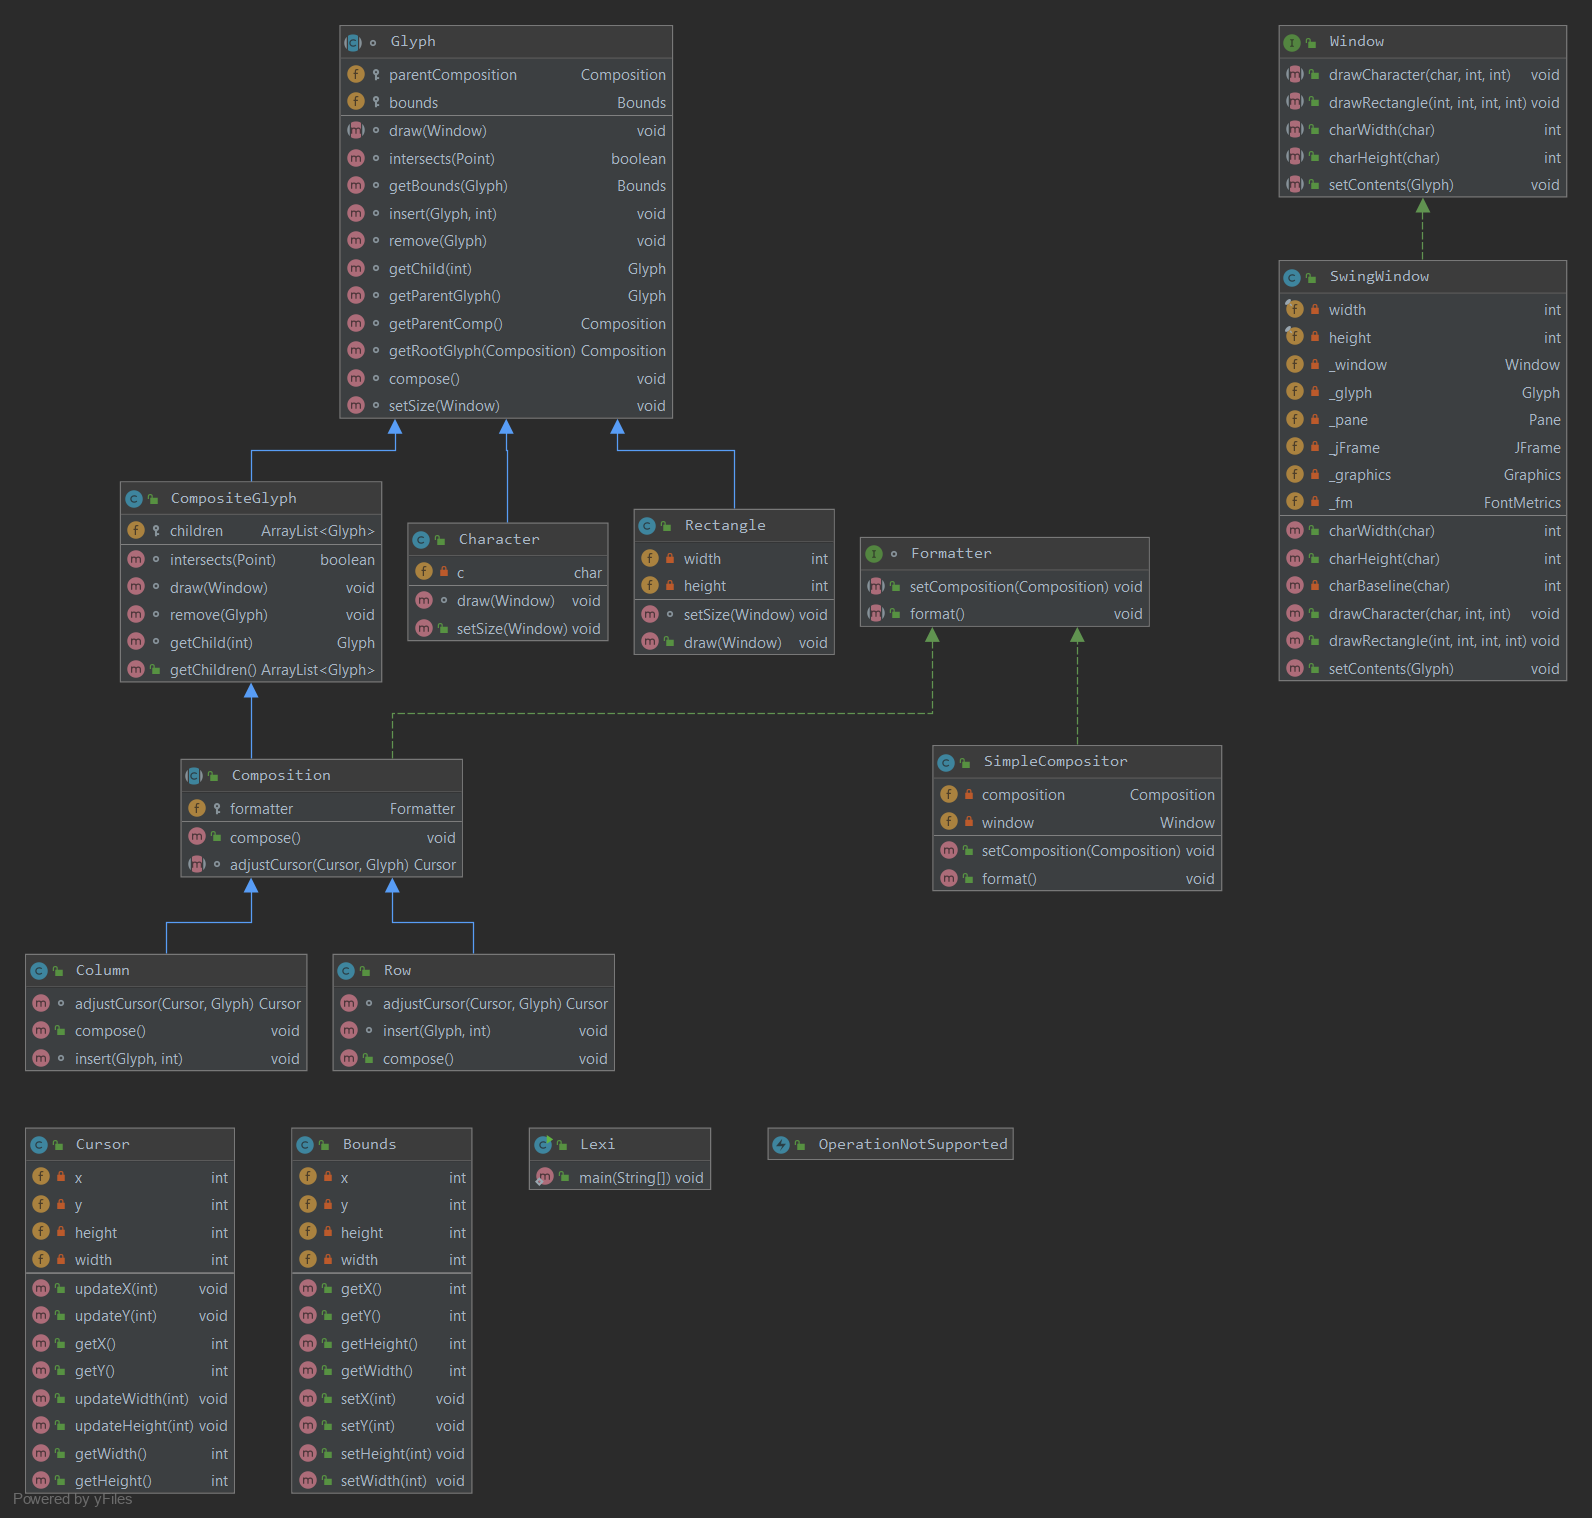 Glyph
parentComposition Composition
bounds Bounds
draw(Window) void
intersects(Point) boolean
getBounds(Glyph) Bounds
insert(Glyph, int) void
remove(Glyph) void
getChild(int) Glyph
getParentGlyph() Glyph
getParentComp() Composition
getRootGlyph(Composition) Composition
compose() void
setSize(Window) void
Window
drawCharacter(char, int, int) void
drawRectangle(int, int, int, int) void
charWidth(char) int
charHeight(char) int
setContents(Glyph) void
SwingWindow
width int
height int
_window Window
_glyph Glyph
_pane Pane
_jFrame JFrame
_graphics Graphics
_fm FontMetrics
charWidth(char) int
charHeight(char) int
charBaseline(char) int
drawCharacter(char, int, int) void
drawRectangle(int, int, int, int) void
setContents(Glyph) void
CompositeGlyph
children ArrayList<Glyph>
intersects(Point) boolean
draw(Window) void
remove(Glyph) void
getChild(int) Glyph
getChildren() ArrayList<Glyph>
Character
c char
draw(Window) void
setSize(Window) void
Rectangle
width int
height int
setSize(Window) void
draw(Window) void
Formatter
setComposition(Composition) void
format() void
Composition
formatter Formatter
compose() void
adjustCursor(Cursor, Glyph) Cursor
SimpleCompositor
composition Composition
window Window
setComposition(Composition) void
format() void
Column
adjustCursor(Cursor, Glyph) Cursor
compose() void
insert(Glyph, int) void
Row
adjustCursor(Cursor, Glyph) Cursor
insert(Glyph, int) void
compose() void
Cursor
x int
y int
height int
width int
updateX(int) void
updateY(int) void
getX() int
getY() int
updateWidth(int) void
updateHeight(int) void
getWidth() int
getHeight() int
Bounds
x int
y int
height int
width int
getX() int
getY() int
getHeight() int
getWidth() int
setX(int) void
setY(int) void
setHeight(int) void
setWidth(int) void
Lexi
main(String[]) void
OperationNotSupported
Powered by yFiles